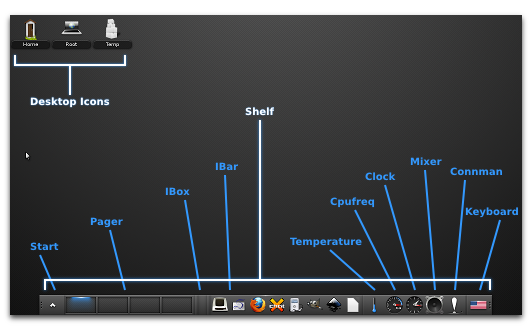 Home Root Temp
Desktop Icons
Shelf
Mixer
IBar
Connman
Clock
IBox
Cpufreq
Keyboard
Pager
Temperature
Start